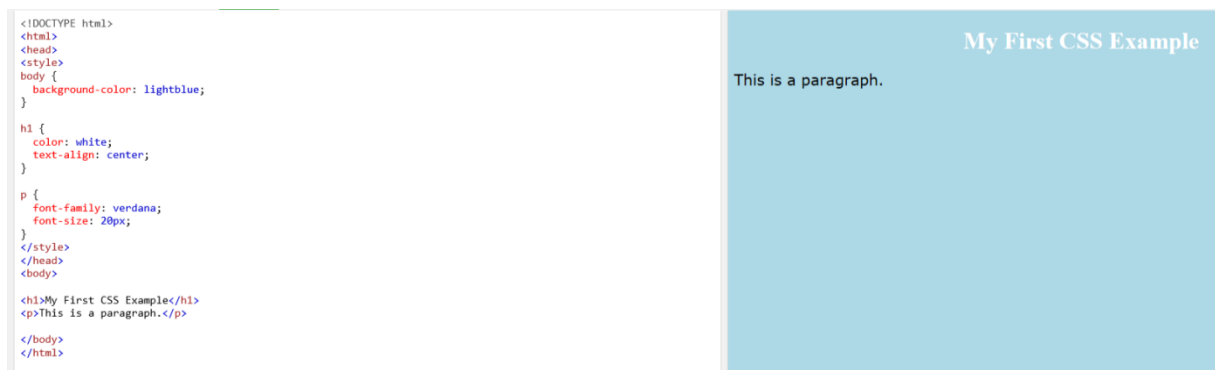 <!DOCTYPE html>
<html>
<head>
<style>
body {
  background-color: lightblue;
}
h1 {
  color: white;
  text-align: center;
}
p {
  font-family: verdana;
  font-size: 20px;
}
</style>
</head>
<body>
<h1>My First CSS Example</h1>
<p>This is a paragraph.</p>
</body>
</html>
My First CSS Example
This is a paragraph.